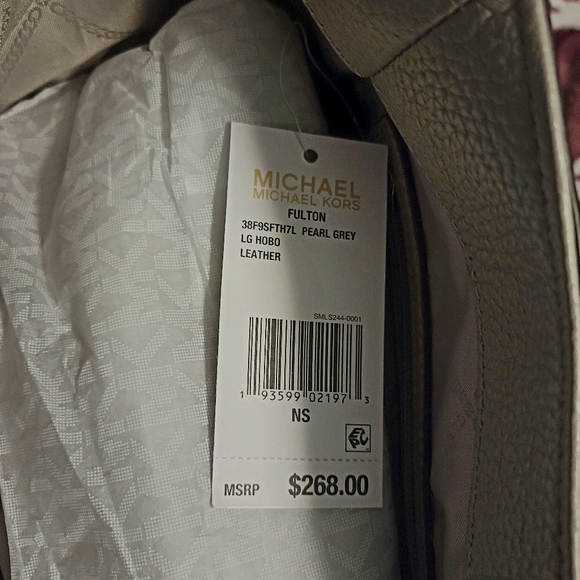 MICHAEL
MICHAEL KORS
FULTON
38F9SFTH7L PEARL GREY
LG HOBO
LEATHER
SMLS244-0001
1 93599 02197 3
NS
EPC
MSRP $268.00